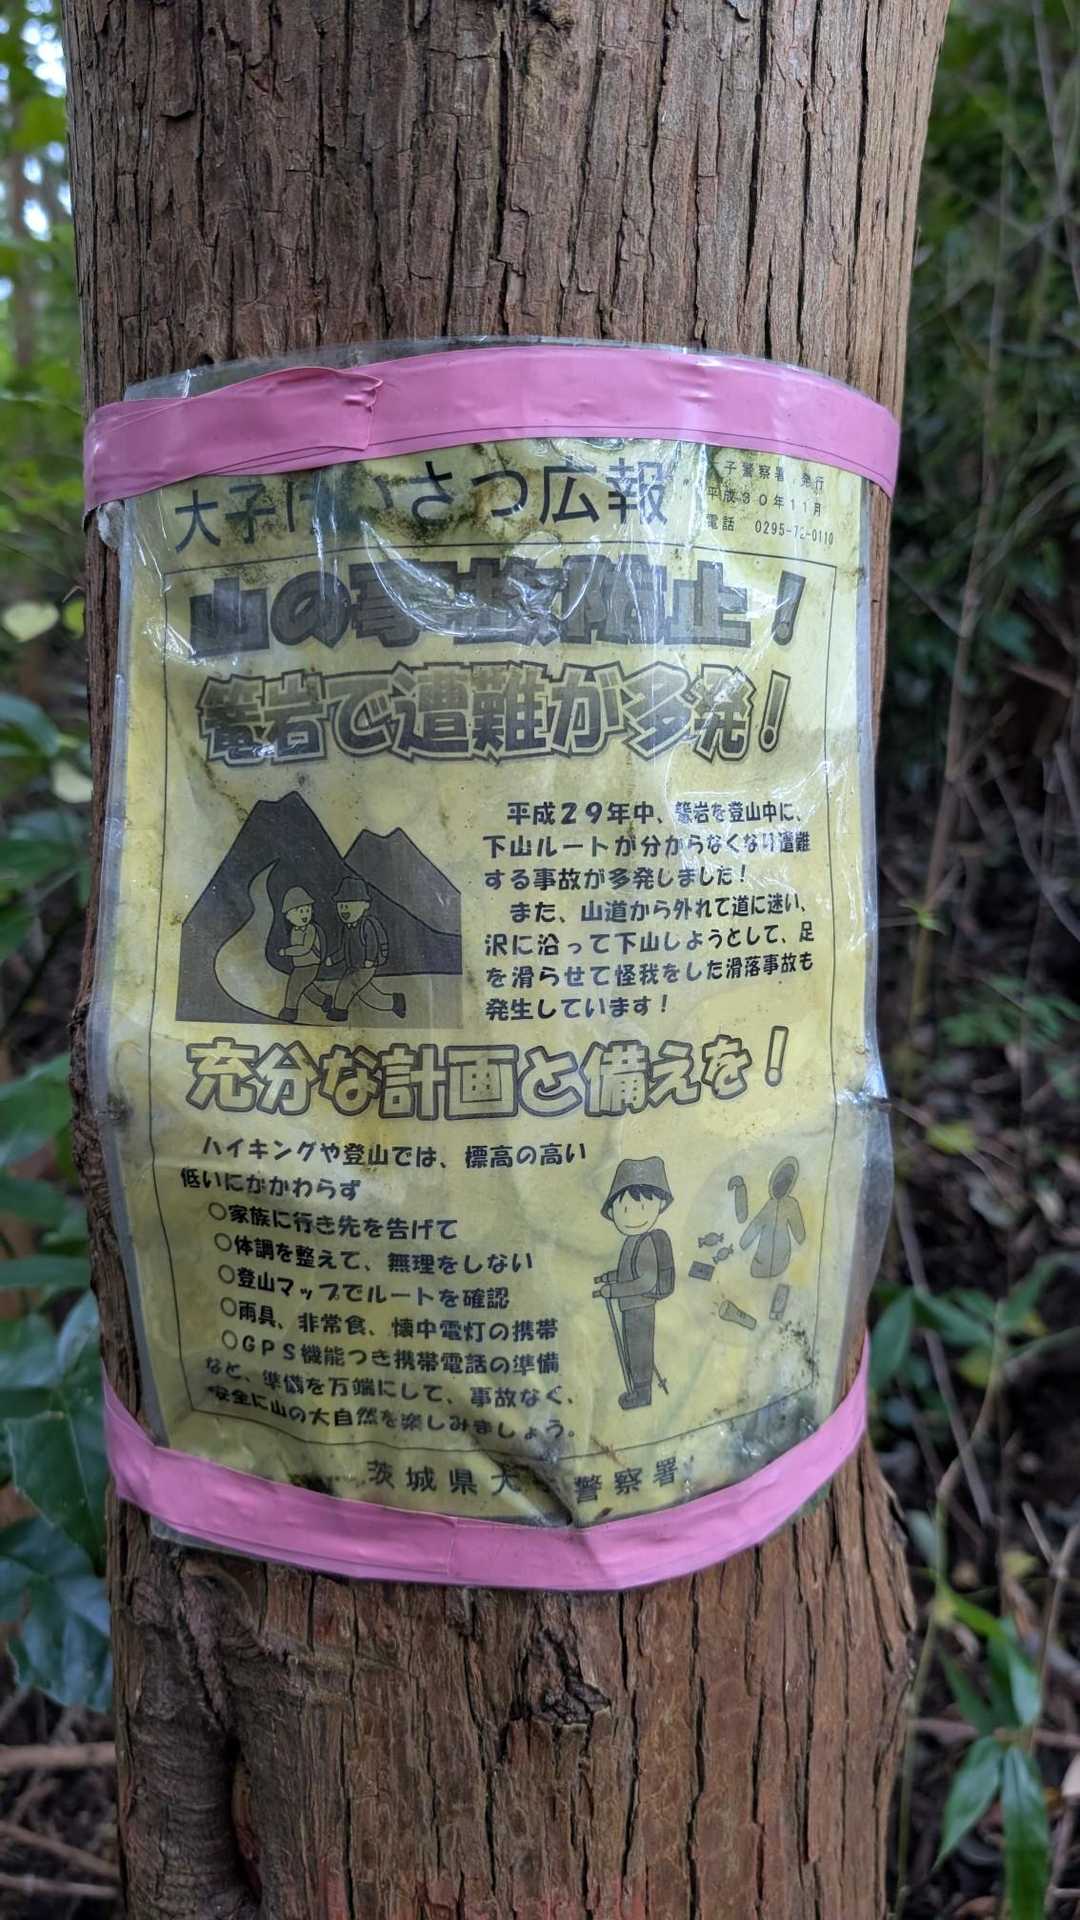 大子けいさつ広報
子警察署 発行
平成30年11月
電話 0295-72-0110
山の事故防止!
篭岩で遭難が多発!
平成29年中、篭岩を登山中に、
下山ルートが分からなくなり遭難
する事故が多発しました!
また、山道から外れて道に迷い、
沢に沿って下山しようとして、足
を滑らせて怪我をした滑落事故も
発生しています!
充分な計画と備えを!
ハイキングや登山では、標高の高い
低いにかかわらず
○家族に行き先を告げて
○体調を整えて、無理をしない
○登山マップでルートを確認
○雨具、非常食、懐中電灯の携帯
○GPS機能つき携帯電話の準備
など、準備を万端にして、事故なく、
安全に山の大自然を楽しみましょう。
茨城県大 警察署